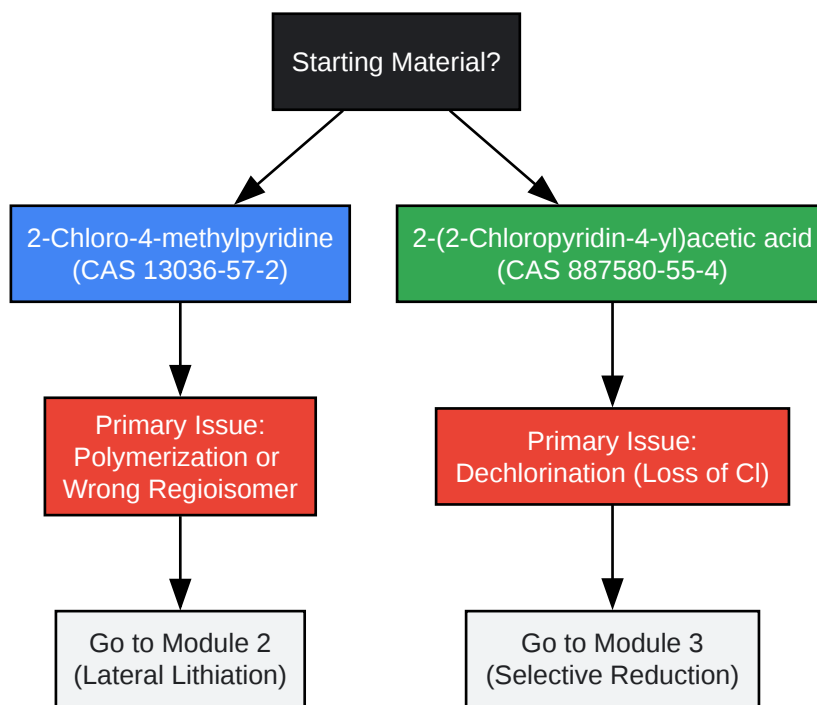 Starting Material?
2-Chloro-4-methylpyridine
(CAS 13036-57-2)
2-(2-Chloropyridin-4-yl)acetic acid
(CAS 887580-55-4)
Primary Issue:
Polymerization or
Wrong Regioisomer
Primary Issue:
Dechlorination (Loss of Cl)
Go to Module 2
(Lateral Lithiation)
Go to Module 3
(Selective Reduction)